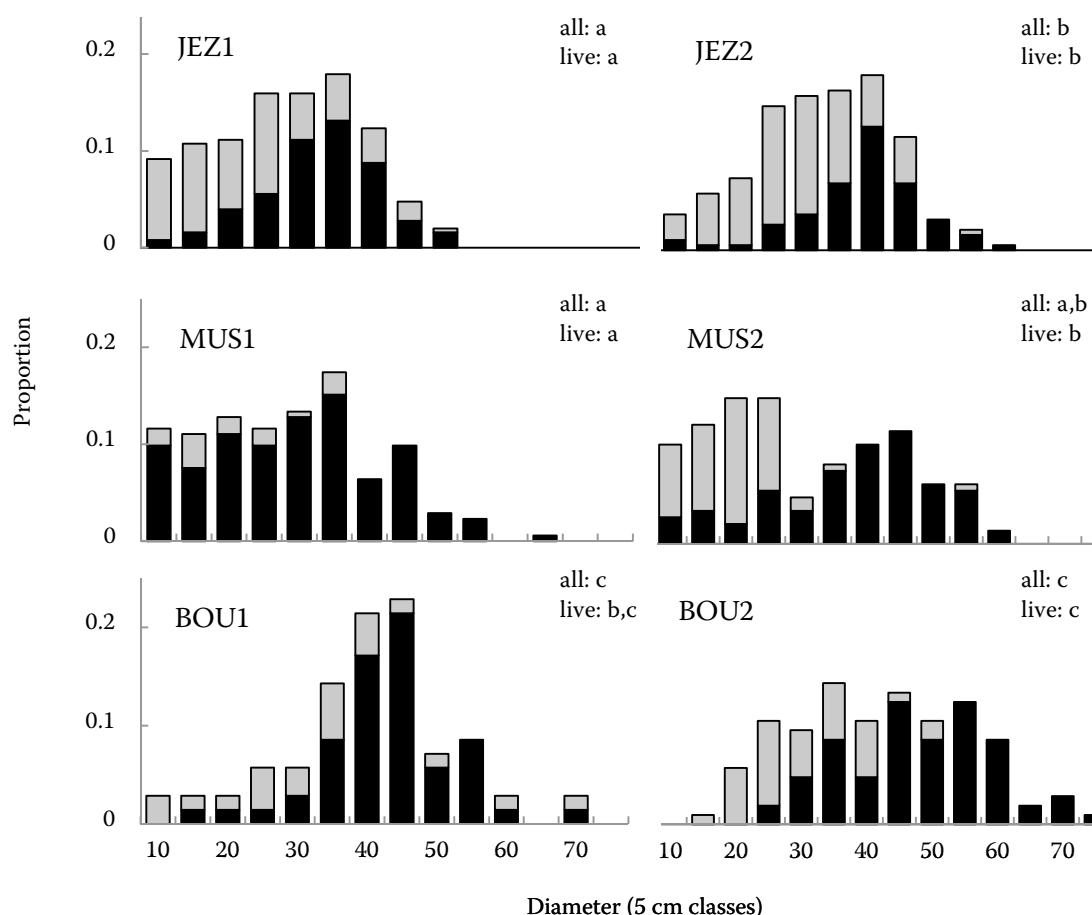 JEZ1
all: a
live: a
0.2
0.1
0
JEZ2
all: b
live: b
MUS1
all: a
live: a
0.2
0.1
0
MUS2
all: a,b
live: b
Proportion
BOU1
all: c
live: b,c
0.2
0.1
0
BOU2
all: c
live: c
10 20 30 40 50 60 70
10 20 30 40 50 60 70
Diameter (5 cm classes)